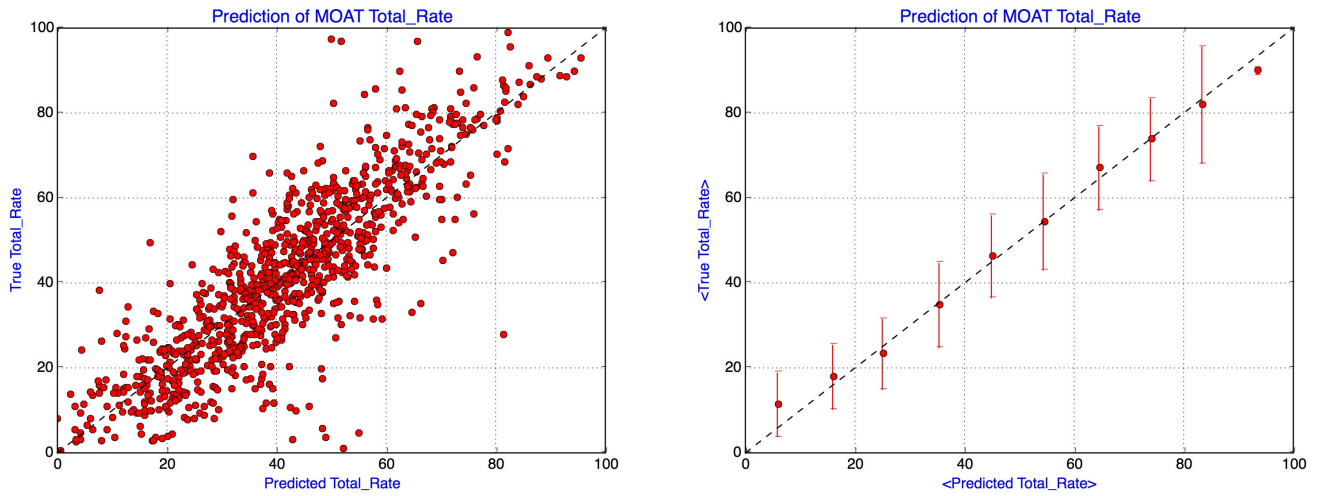 Prediction of MOAT Total_Rate
100
80
60
40
20
0
True Total_Rate
0 20 40 60 80 100
Predicted Total_Rate
Prediction of MOAT Total_Rate
100
80
60
40
20
0
<True Total_Rate>
0 20 40 60 80 100
<Predicted Total_Rate>